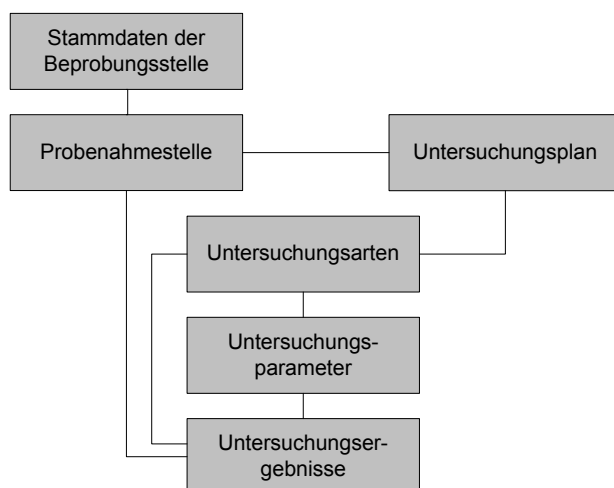 Stammdaten der
Beprobungsstelle
Probenahmestelle
Untersuchungsplan
Untersuchungsarten
Untersuchungs-
parameter
Untersuchungser-
gebnisse